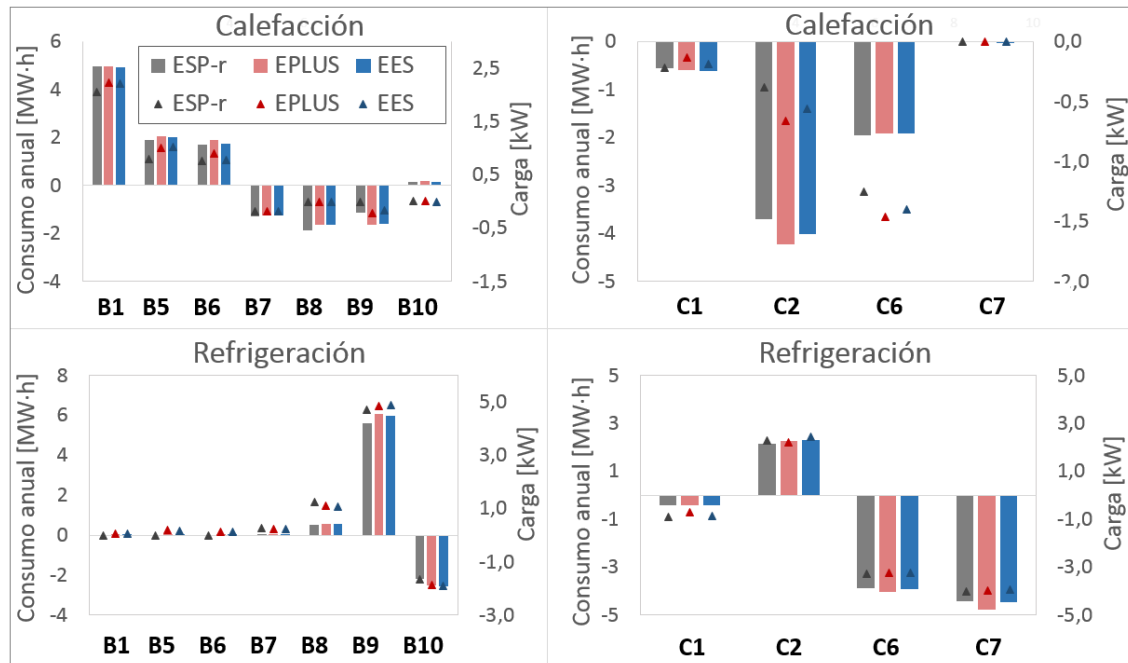 Calefacción
Consumo anual [MW·h]
6
4
2
0
-2
-4
ESP-r EPLUS EES
ESP-r EPLUS EES
2,5
1,5
0,5
-0,5
-1,5
Carga [kW]
B1 B5 B6 B7 B8 B9 B10
Calefacción
8 10
Consumo anual [MW·h]
0
-1
-2
-3
-4
-5
0,0
-0,5
-1,0
-1,5
-2,0
Carga [kW]
C1 C2 C6 C7
Refrigeración
Consumo anual [MW·h]
8
6
4
2
0
-2
-4
5,0
3,0
1,0
-1,0
-3,0
Carga [kW]
B1 B5 B6 B7 B8 B9 B10
Refrigeración
Consumo anual [MW·h]
5
3
1
-1
-3
-5
5,0
3,0
1,0
-1,0
-3,0
-5,0
Carga [kW]
C1 C2 C6 C7